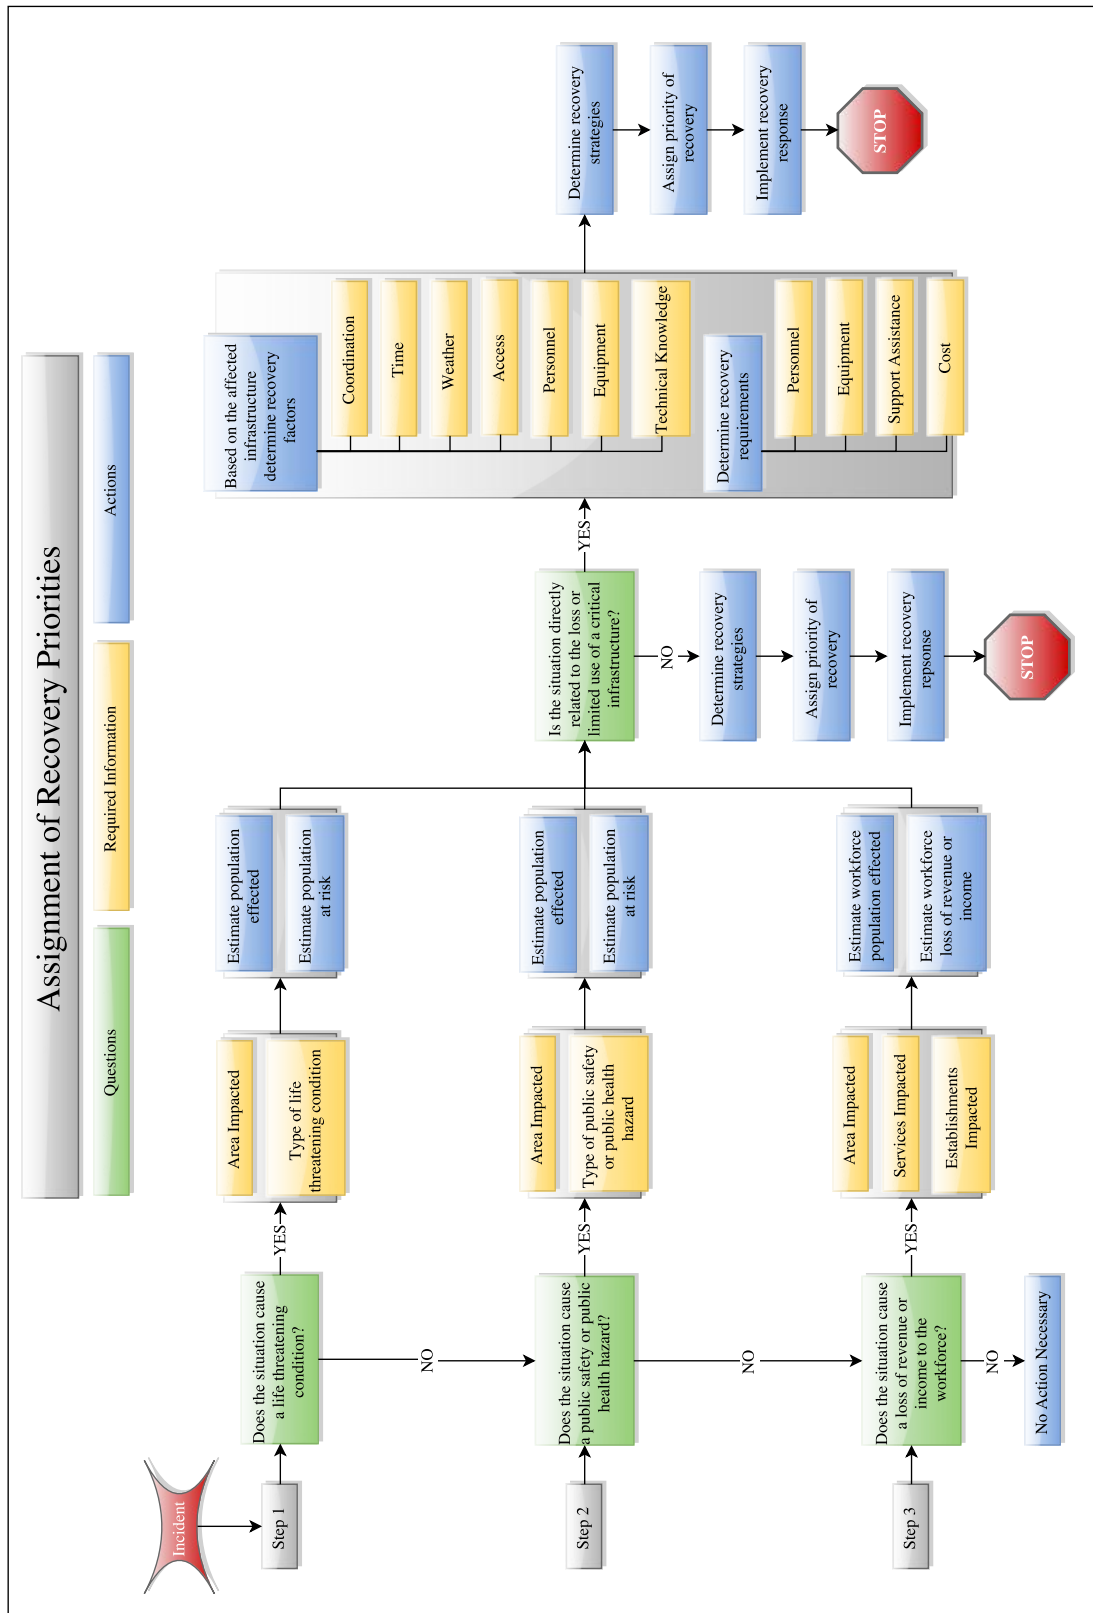 Assignment of Recovery Priorities
Questions
Required Information
Actions
Incident
Step 1
Does the situation cause
a life threatening
condition?
YES
Area Impacted
Type of life
threatening condition
Estimate population
effected
Estimate population
at risk
NO
Step 2
Does the situation cause
a public safety or public
health hazard?
YES
Area Impacted
Type of public safety
or public health
hazard
Estimate population
effected
Estimate population
at risk
NO
Step 3
Does the situation cause
a loss of revenue or
income to the
workforce?
YES
Area Impacted
Services Impacted
Establishments
Impacted
Estimate workforce
population effected
Estimate workforce
loss of revenue or
income
NO
No Action Necessary
Is the situation directly
related to the loss or
limited use of a critical
infrastructure?
NO
Determine recovery
strategies
Assign priority of
recovery
Implement recovery
repsonse
STOP
YES
Based on the affected
infrastructure
determine recovery
factors
Coordination
Time
Weather
Access
Personnel
Equipment
Technical Knowledge
Determine recovery
requirements
Personnel
Equipment
Support Assistance
Cost
Determine recovery
strategies
Assign priority of
recovery
Implement recovery
response
STOP